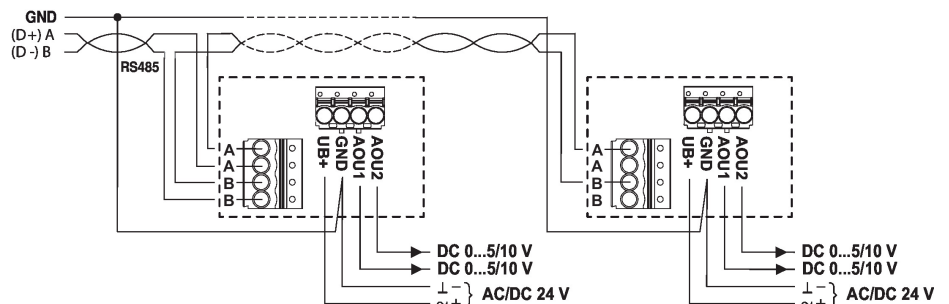 GND
(D+) A
(D -) B
RS485
UB+ GND AOU1 AOU2
UB+ GND AOU1 AOU2
A
A
B
B
A
A
B
B
DC 0...5/10 V
DC 0...5/10 V
DC 0...5/10 V
DC 0...5/10 V
⊥ − } AC/DC 24 V
⊥ − } AC/DC 24 V